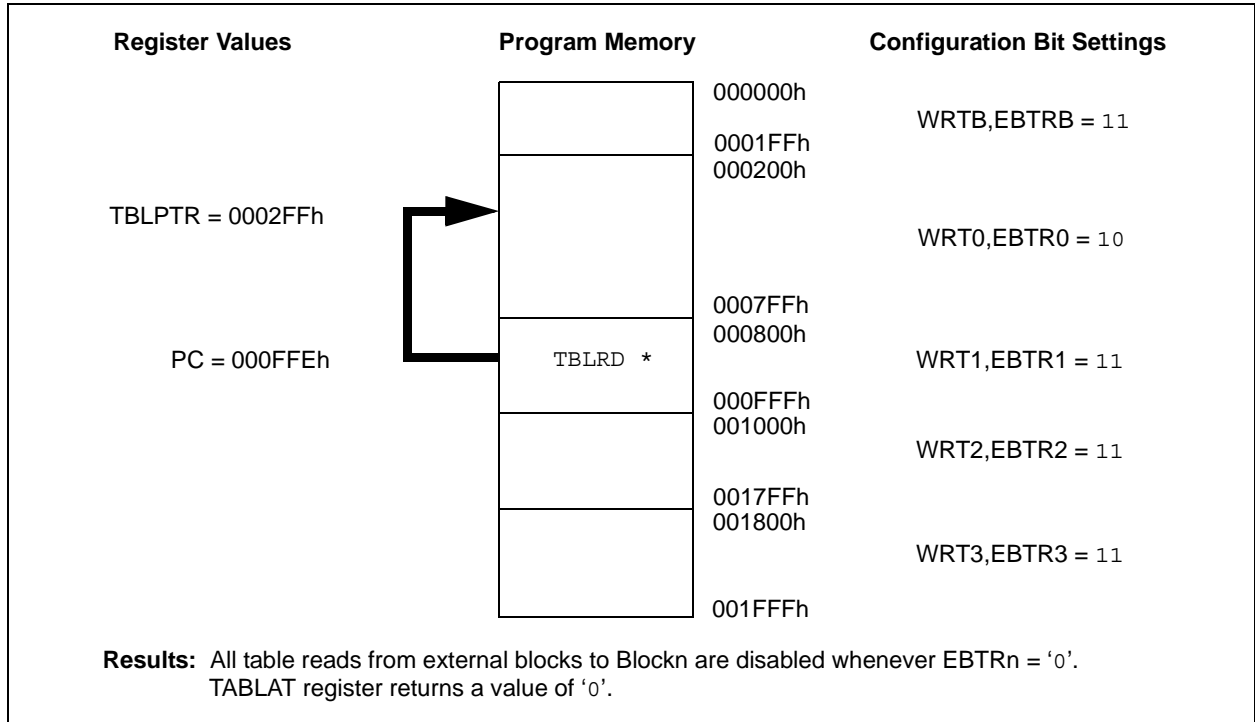 Register Values Program Memory Configuration Bit Settings
000000h
WRTB,EBTRB = 11
0001FFh
000200h
TBLPTR = 0002FFh
WRT0,EBTR0 = 10
0007FFh
000800h
PC = 000FFEh TBLRD * WRT1,EBTR1 = 11
000FFFh
001000h
WRT2,EBTR2 = 11
0017FFh
001800h
WRT3,EBTR3 = 11
001FFFh
Results: All table reads from external blocks to Blockn are disabled whenever EBTRn = ‘0’.
TABLAT register returns a value of ‘0’.